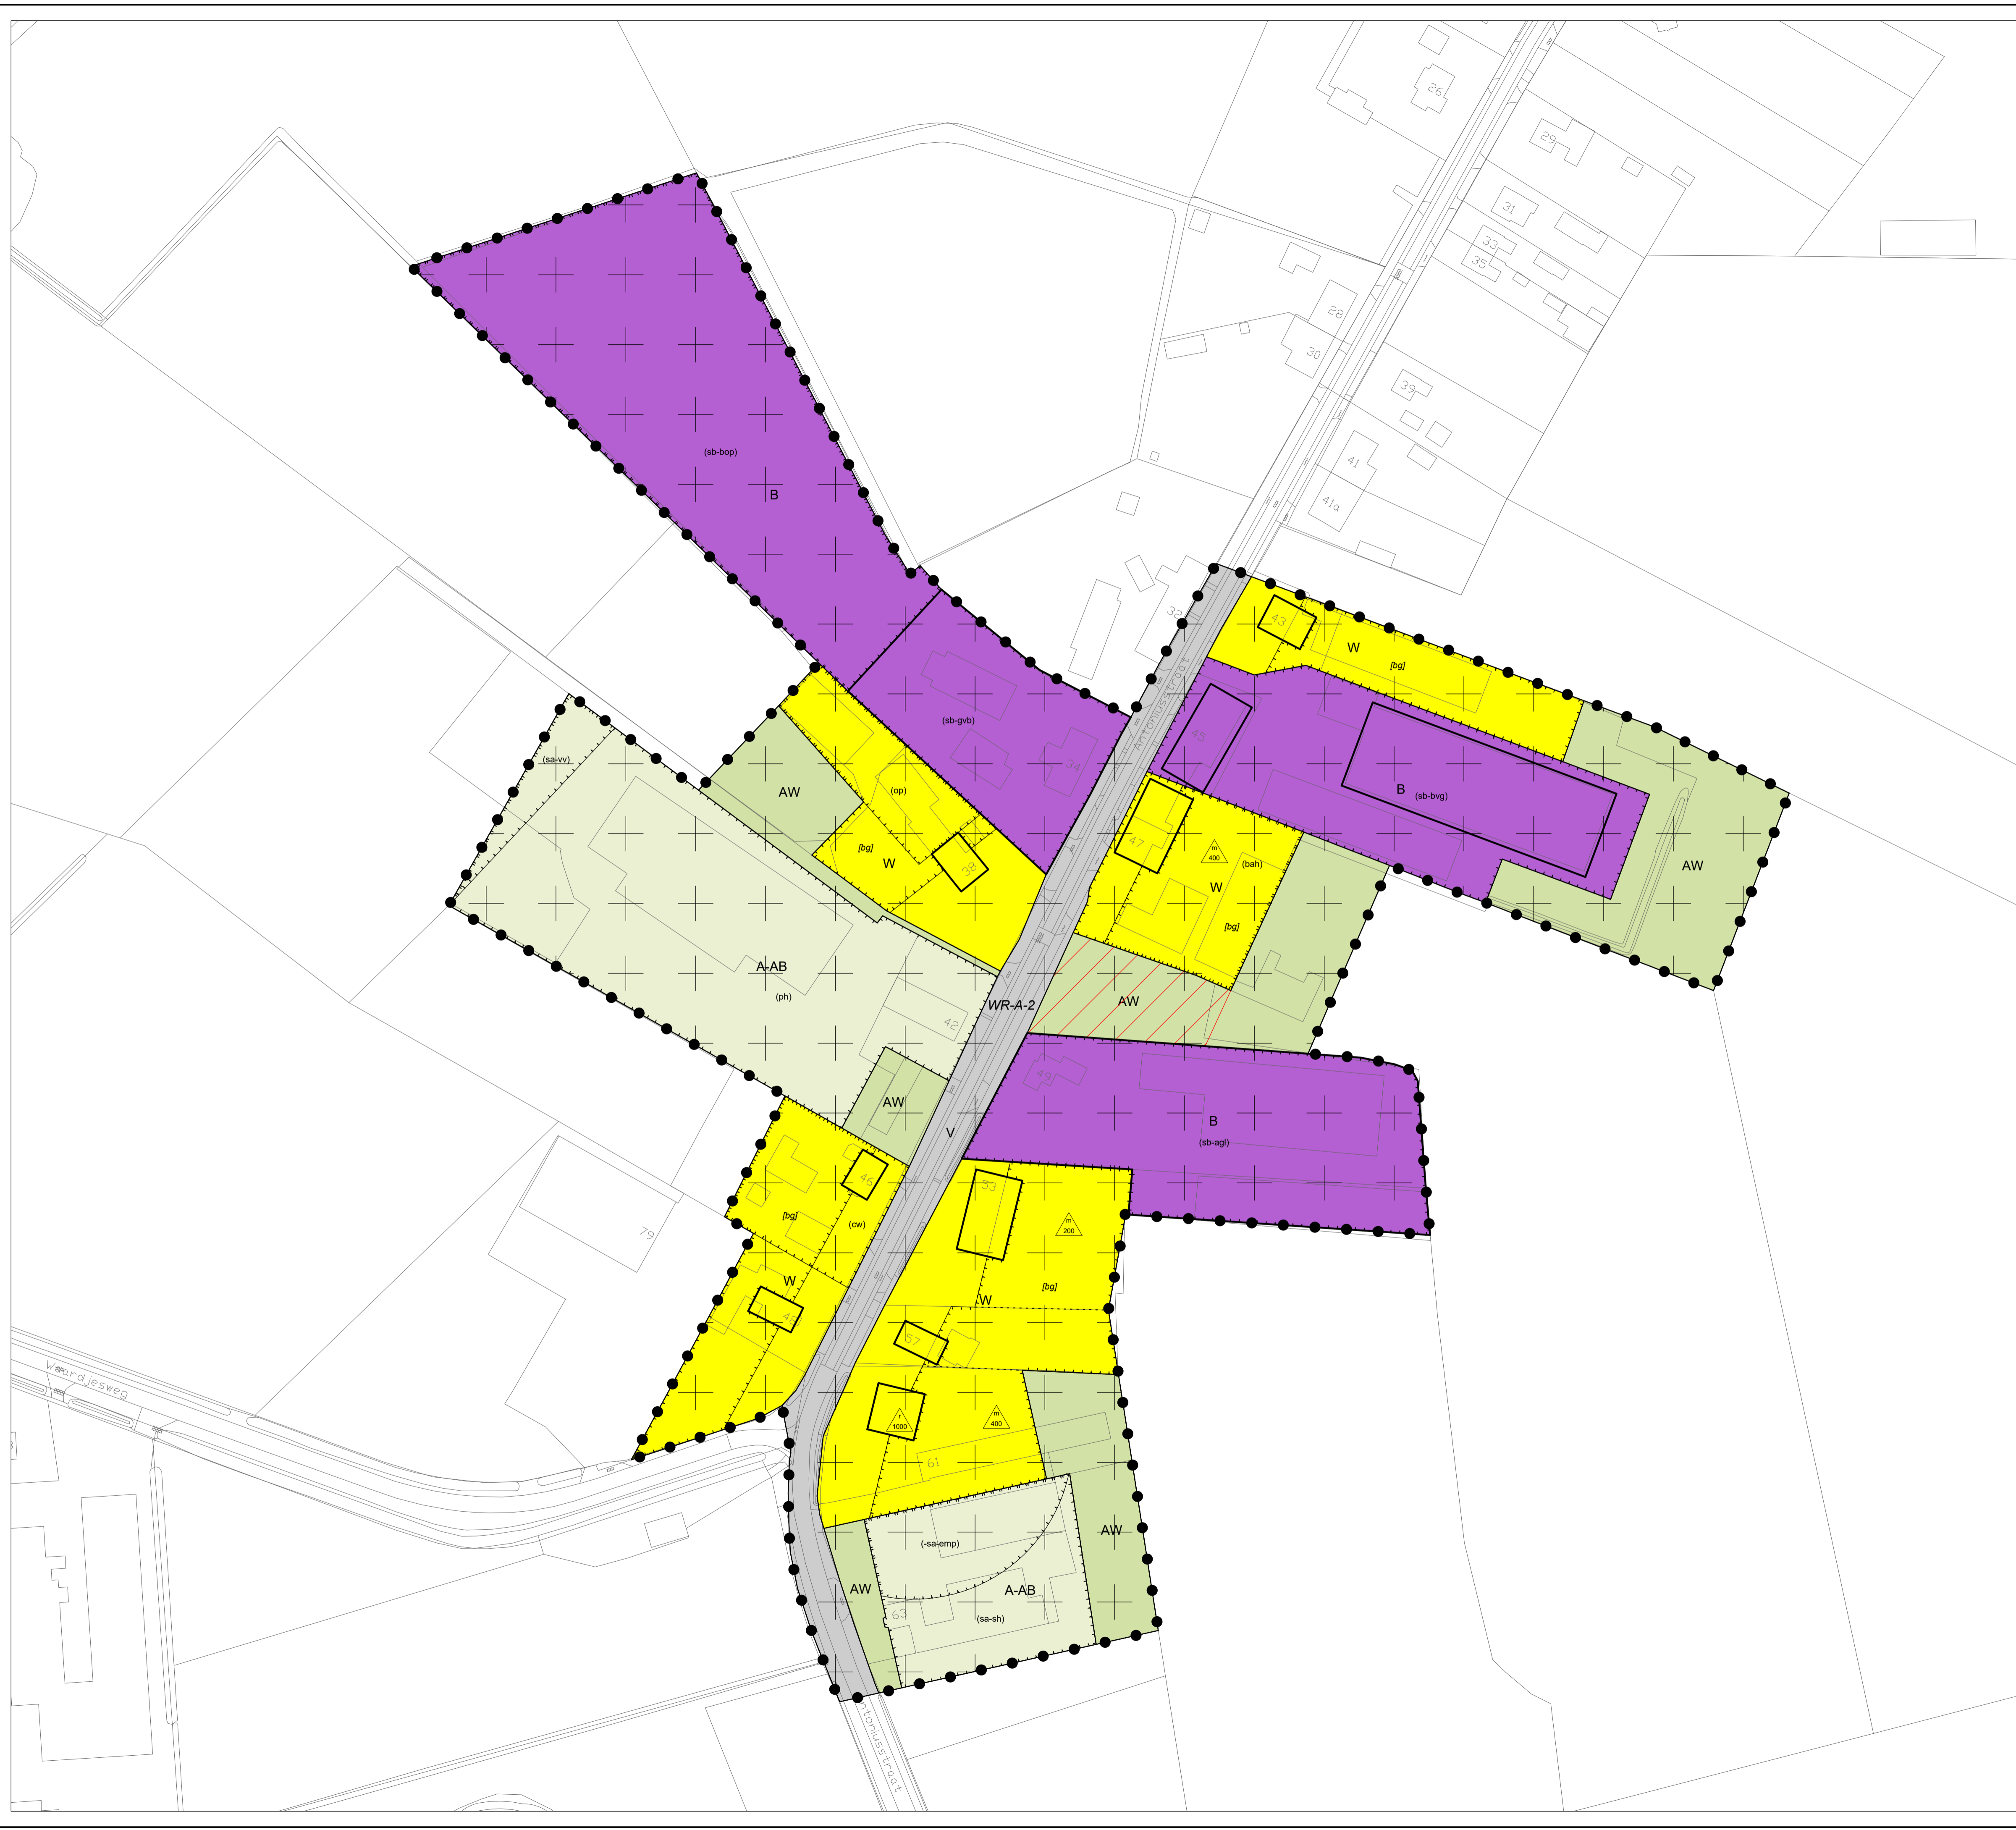 26
29
31
33
35
28
30
39
41
41a
(sb-bop)
B
32
43
W
[bg]
Antoniusstraat
(sb-gvb)
34
45
B
(sb-bvg)
(sa-vv)
AW
(op)
[bg]
W
38
47
m
400
(bah)
W
[bg]
AW
A-AB
(ph)
42
WR-A-2
AW
49
AW
V
B
(sb-agl)
46
[bg]
(cw)
53
m
200
79
W
48
[bg]
W
57
Waardjesweg
r
1000
m
400
61
(-sa-emp)
AW
AW
A-AB
63
(sa-sh)
Antoniusstraat